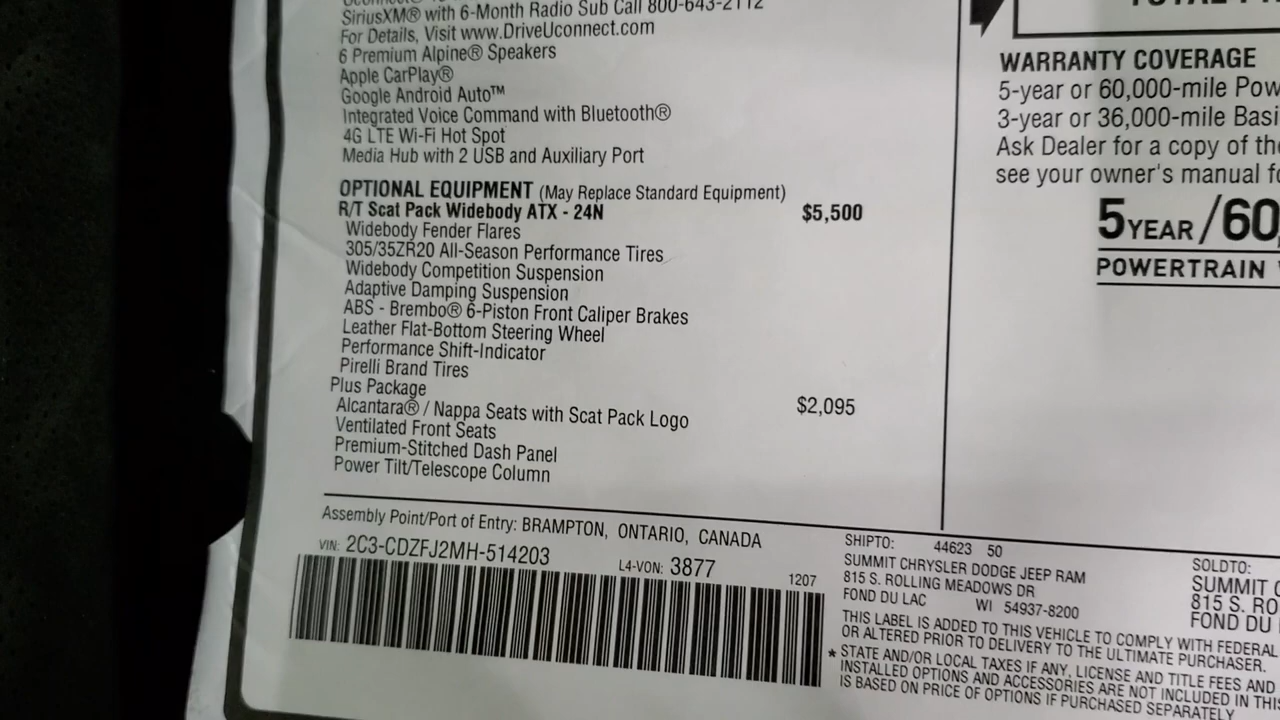 SiriusXM® with 6-Month Radio Sub Call 800-643-2112
For Details, Visit www.DriveUconnect.com
6 Premium Alpine® Speakers
Apple CarPlay®
Google Android Auto™
Integrated Voice Command with Bluetooth®
4G LTE Wi-Fi Hot Spot
Media Hub with 2 USB and Auxiliary Port
OPTIONAL EQUIPMENT (May Replace Standard Equipment)
R/T Scat Pack Widebody ATX - 24N $5,500
Widebody Fender Flares
305/35ZR20 All-Season Performance Tires
Widebody Competition Suspension
Adaptive Damping Suspension
ABS - Brembo® 6-Piston Front Caliper Brakes
Leather Flat-Bottom Steering Wheel
Performance Shift-Indicator
Pirelli Brand Tires
Plus Package $2,095
Alcantara® / Nappa Seats with Scat Pack Logo
Ventilated Front Seats
Premium-Stitched Dash Panel
Power Tilt/Telescope Column
Assembly Point/Port of Entry: BRAMPTON, ONTARIO, CANADA
VIN: 2C3-CDZFJ2MH-514203
L4-VON: 3877
1207
WARRANTY COVERAGE
5-year or 60,000-mile Pow
3-year or 36,000-mile Basi
Ask Dealer for a copy of the
see your owner's manual fo
5 YEAR /60,
POWERTRAIN
SHIPTO: 44623 50
SUMMIT CHRYSLER DODGE JEEP RAM
815 S. ROLLING MEADOWS DR
FOND DU LAC WI 54937-8200
SOLDTO:
SUMMIT C
815 S. RO
FOND DU
THIS LABEL IS ADDED TO THIS VEHICLE TO COMPLY WITH FEDERAL
OR ALTERED PRIOR TO DELIVERY TO THE ULTIMATE PURCHASER.
* STATE AND/OR LOCAL TAXES IF ANY, LICENSE AND TITLE FEES AND
INSTALLED OPTIONS AND ACCESSORIES ARE NOT INCLUDED IN THIS
IS BASED ON PRICE OF OPTIONS IF PURCHASED SEPARATELY